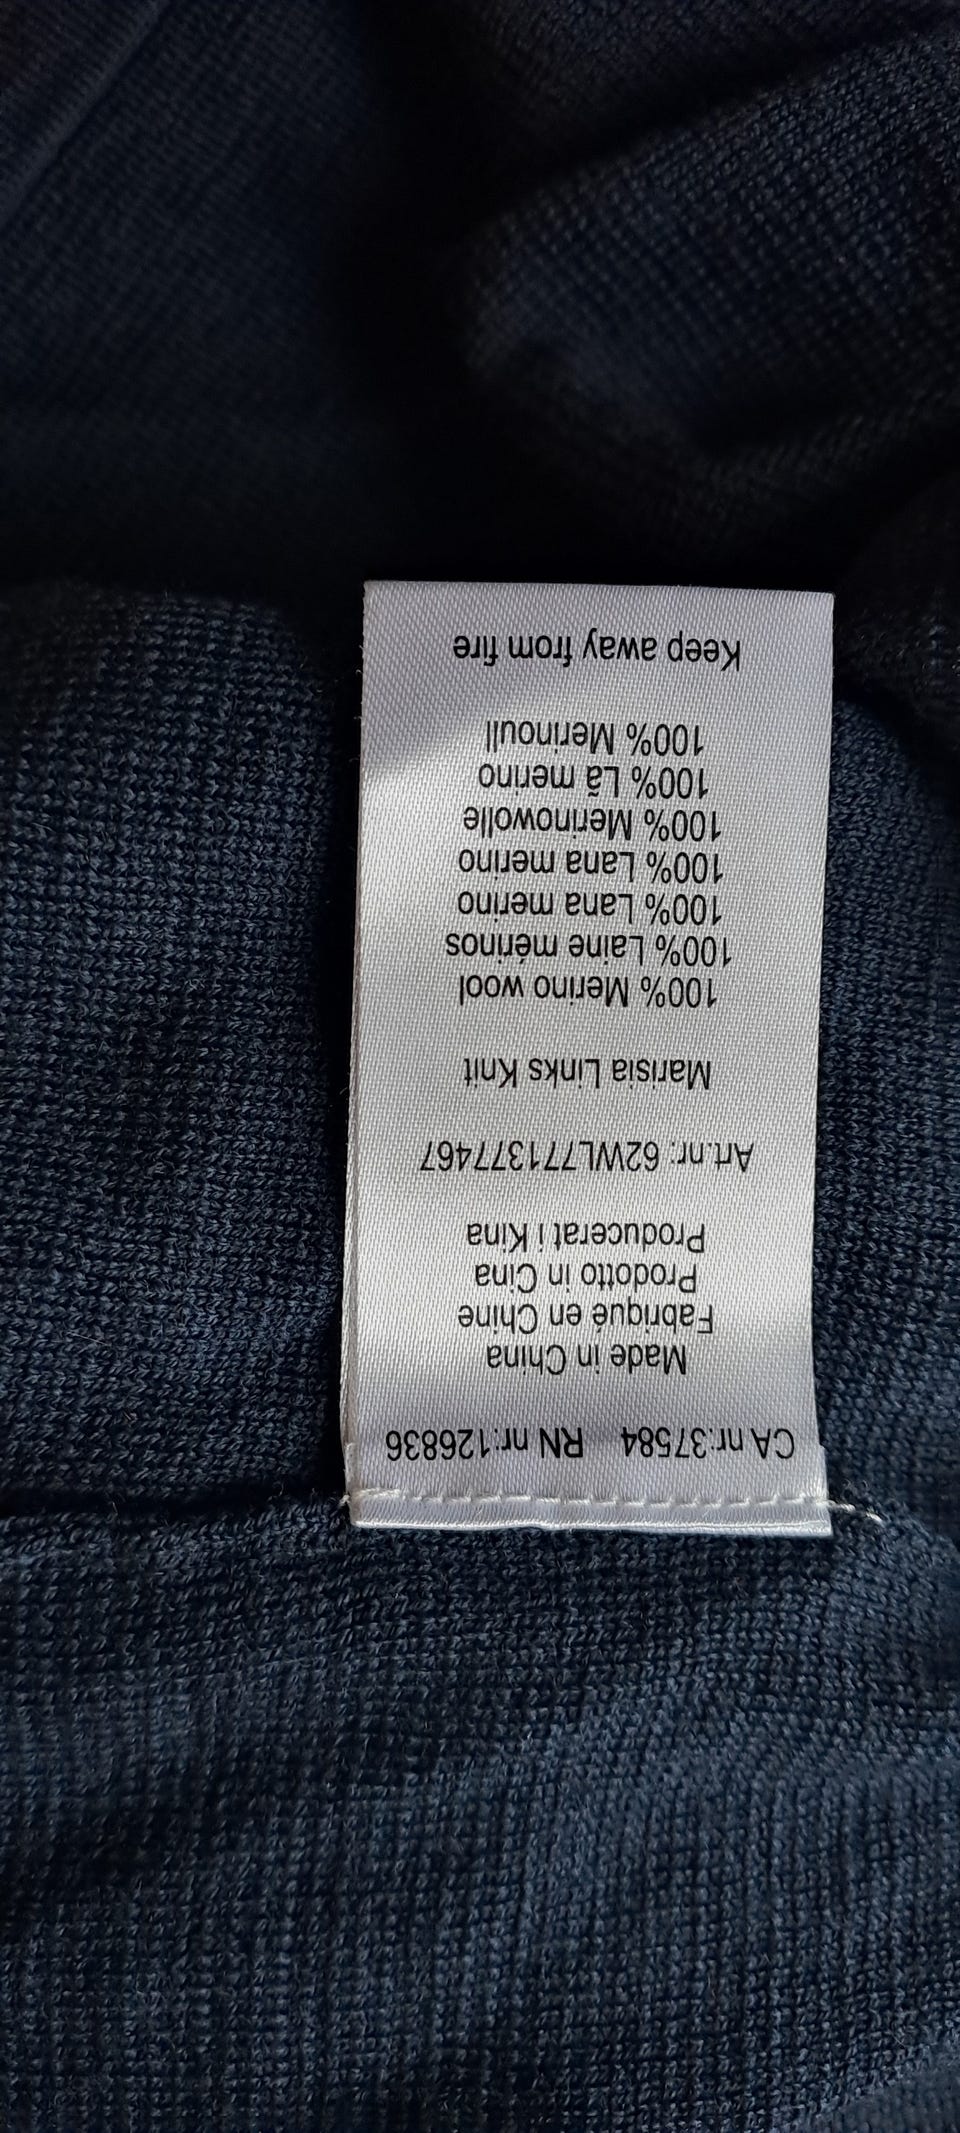 CA nr:37584 RN nr:126836
Made in China
Fabriqué en Chine
Prodotto in Cina
Producerat i Kina
Art.nr: 62WL771377467
Marisia Links Knit
100% Merino wool
100% Laine mérinos
100% Lana merino
100% Lana merino
100% Merinowolle
100% Lã merino
100% Merinoull
Keep away from fire